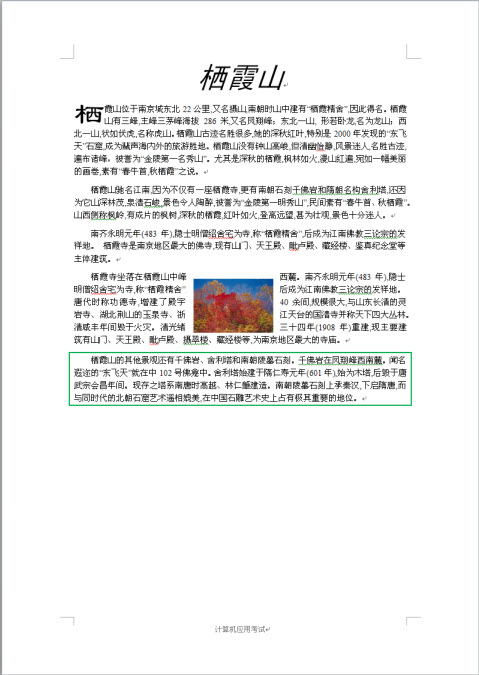 栖霞山
栖霞山位于南京城东北 22 公里,又名摄山,南朝时山中建有“栖霞精舍”,因此得名。栖霞
山有三峰,主峰三茅峰海拔 286 米,又名凤翔峰；东北一山, 形若卧龙,名为龙山；西
北一山,状如伏虎,名称虎山。栖霞山古迹名胜很多,她的深秋红叶,特别是 2000 年发现的“东飞
天”石窟,成为蜚声海内外的旅游胜地。栖霞山没有钟山高峻,但清幽怡静,风景迷人,名胜古迹,
遍布诸峰，被誉为“金陵第一名秀山”。尤其是深秋的栖霞,枫林如火,漫山红遍,宛如一幅美丽
的画卷,素有“春牛首,秋栖霞”之说。
栖霞山驰名江南,因为不仅有一座栖霞寺,更有南朝石刻千佛岩和隋朝名构舍利塔,还因
为它山深林茂,泉清石峻,景色令人陶醉,被誉为“金陵第一明秀山”,民间素有“春牛首、秋栖霞”。
山西侧称枫岭,有成片的枫树,深秋的栖霞,红叶如火,登高远望,甚为壮观,景色十分迷人。
南齐永明元年(483 年),隐士明僧绍舍宅为寺,称“栖霞精舍”,后成为江南佛教三论宗的发
祥地。 栖霞寺是南京地区最大的佛寺,现有山门、天王殿、毗卢殿、藏经楼、鉴真纪念堂等
主体建筑。
栖霞寺坐落在栖霞山中峰西麓。南齐永明元年(483 年),隐士
明僧绍舍宅为寺,称“栖霞精舍”后成为江南佛教三论宗的发祥地。
唐代时称功德寺,增建了殿宇 40 余间,规模很大,与山东长清的灵
岩寺、湖北荆山的玉泉寺、浙江天台的国清寺并称天下四大丛林。
清咸丰年间毁于火灾。清光绪三十四年(1908 年)重建,现主要建
筑有山门、天王殿、毗卢殿、摄翠楼、藏经楼等,为南京地区最大的寺庙。
栖霞山的其他景观还有千佛岩、舍利塔和南朝陵墓石刻。千佛岩在凤翔峰西南麓。闻名
遐迩的“东飞天”就在中 102 号佛龛中。舍利塔始建于隋仁寿元年(601 年),始为木塔,后毁于唐
武宗会昌年间。现存之塔系南唐时高越、林仁肇建造。南朝陵墓石刻上承秦汉,下启隋唐,而
与同时代的北朝石窟艺术遥相媲美,在中国石雕艺术史上占有极其重要的地位。
计算机应用考试